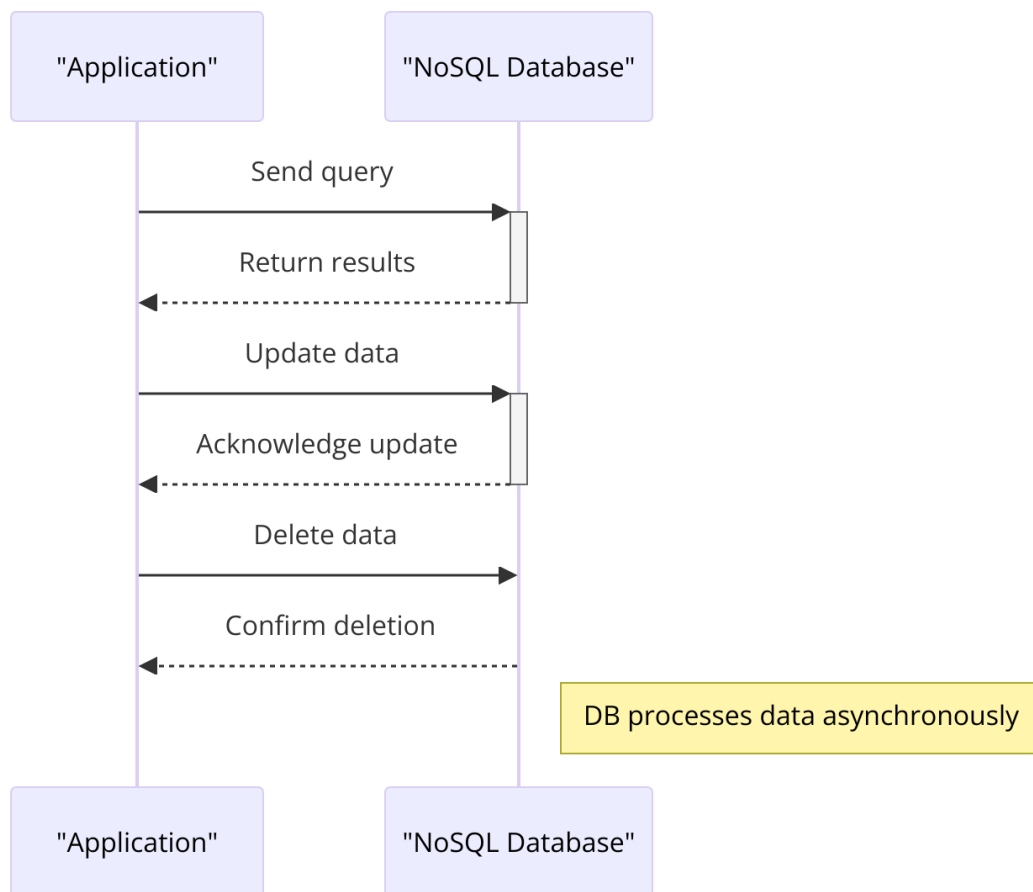 "Application"
"NoSQL Database"
Send query
Return results
Update data
Acknowledge update
Delete data
Confirm deletion
DB processes data asynchronously
"Application"
"NoSQL Database"